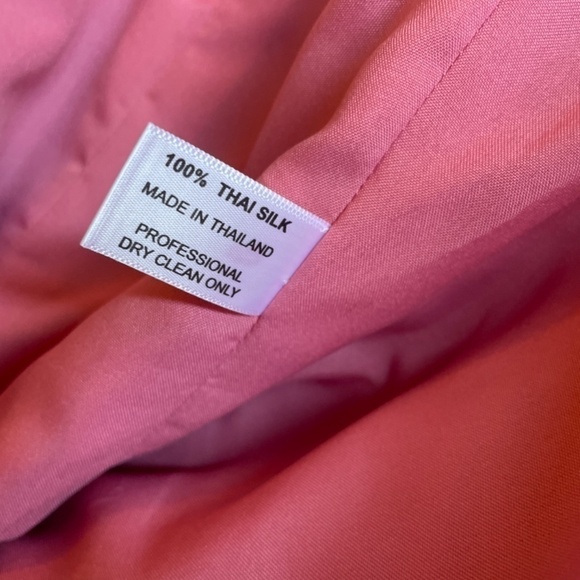 100% THAI SILK
MADE IN THAILAND
PROFESSIONAL
DRY CLEAN ONLY